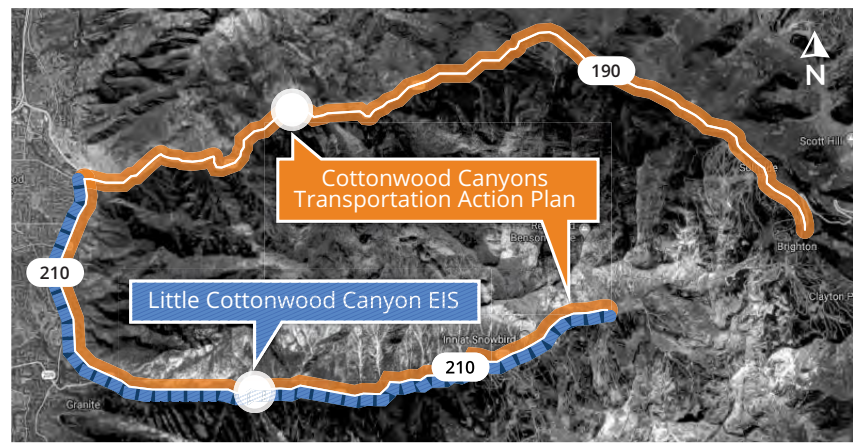 190
N
Scott Hill
Cottonwood Canyons
Transportation Action Plan
Brighton
210
Little Cottonwood Canyon EIS
Clayton P
Inn at Snowbird
210
Granite